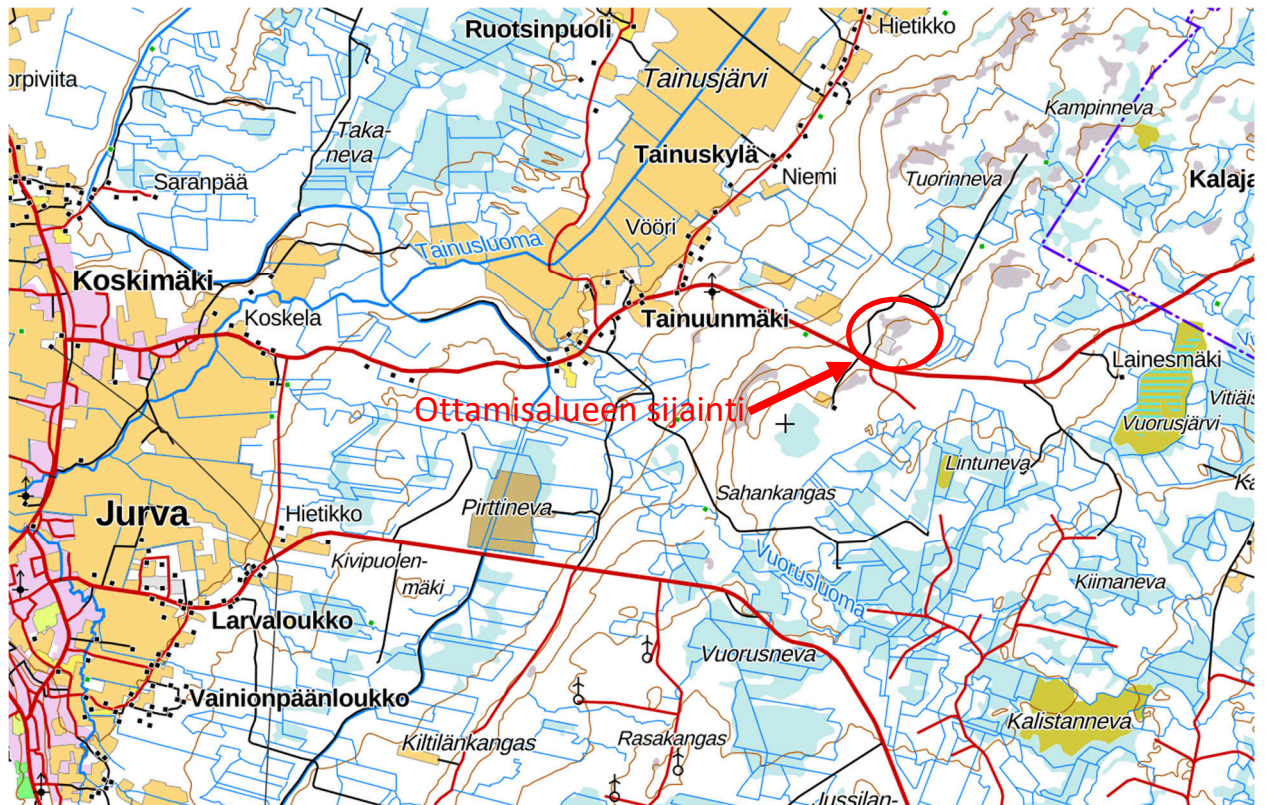 Ruotsinpuoli
Hietikko
orpiviita
Tainusjärvi
Kampinneva
Taka-
neva
Tainuskylä
Saranpää
Niemi
Tuorinneva
Kalaja
Vööri
Tainusluoma
Koskimäki
Koskela
Tainuunmäki
Lainesmäki
Ottamisalueen sijainti
Vitiäis
Vuorusjärvi
Lintuneva
Sahankangas
Pirttineva
Jurva
Hietikko
Kivipuolen-
mäki
Vuorusluoma
Kiimaneva
Larvaloukko
Vuorusneva
Vainionpäänloukko
Kalistanneva
Kiltilänkangas
Rasakangas
Jussilan-